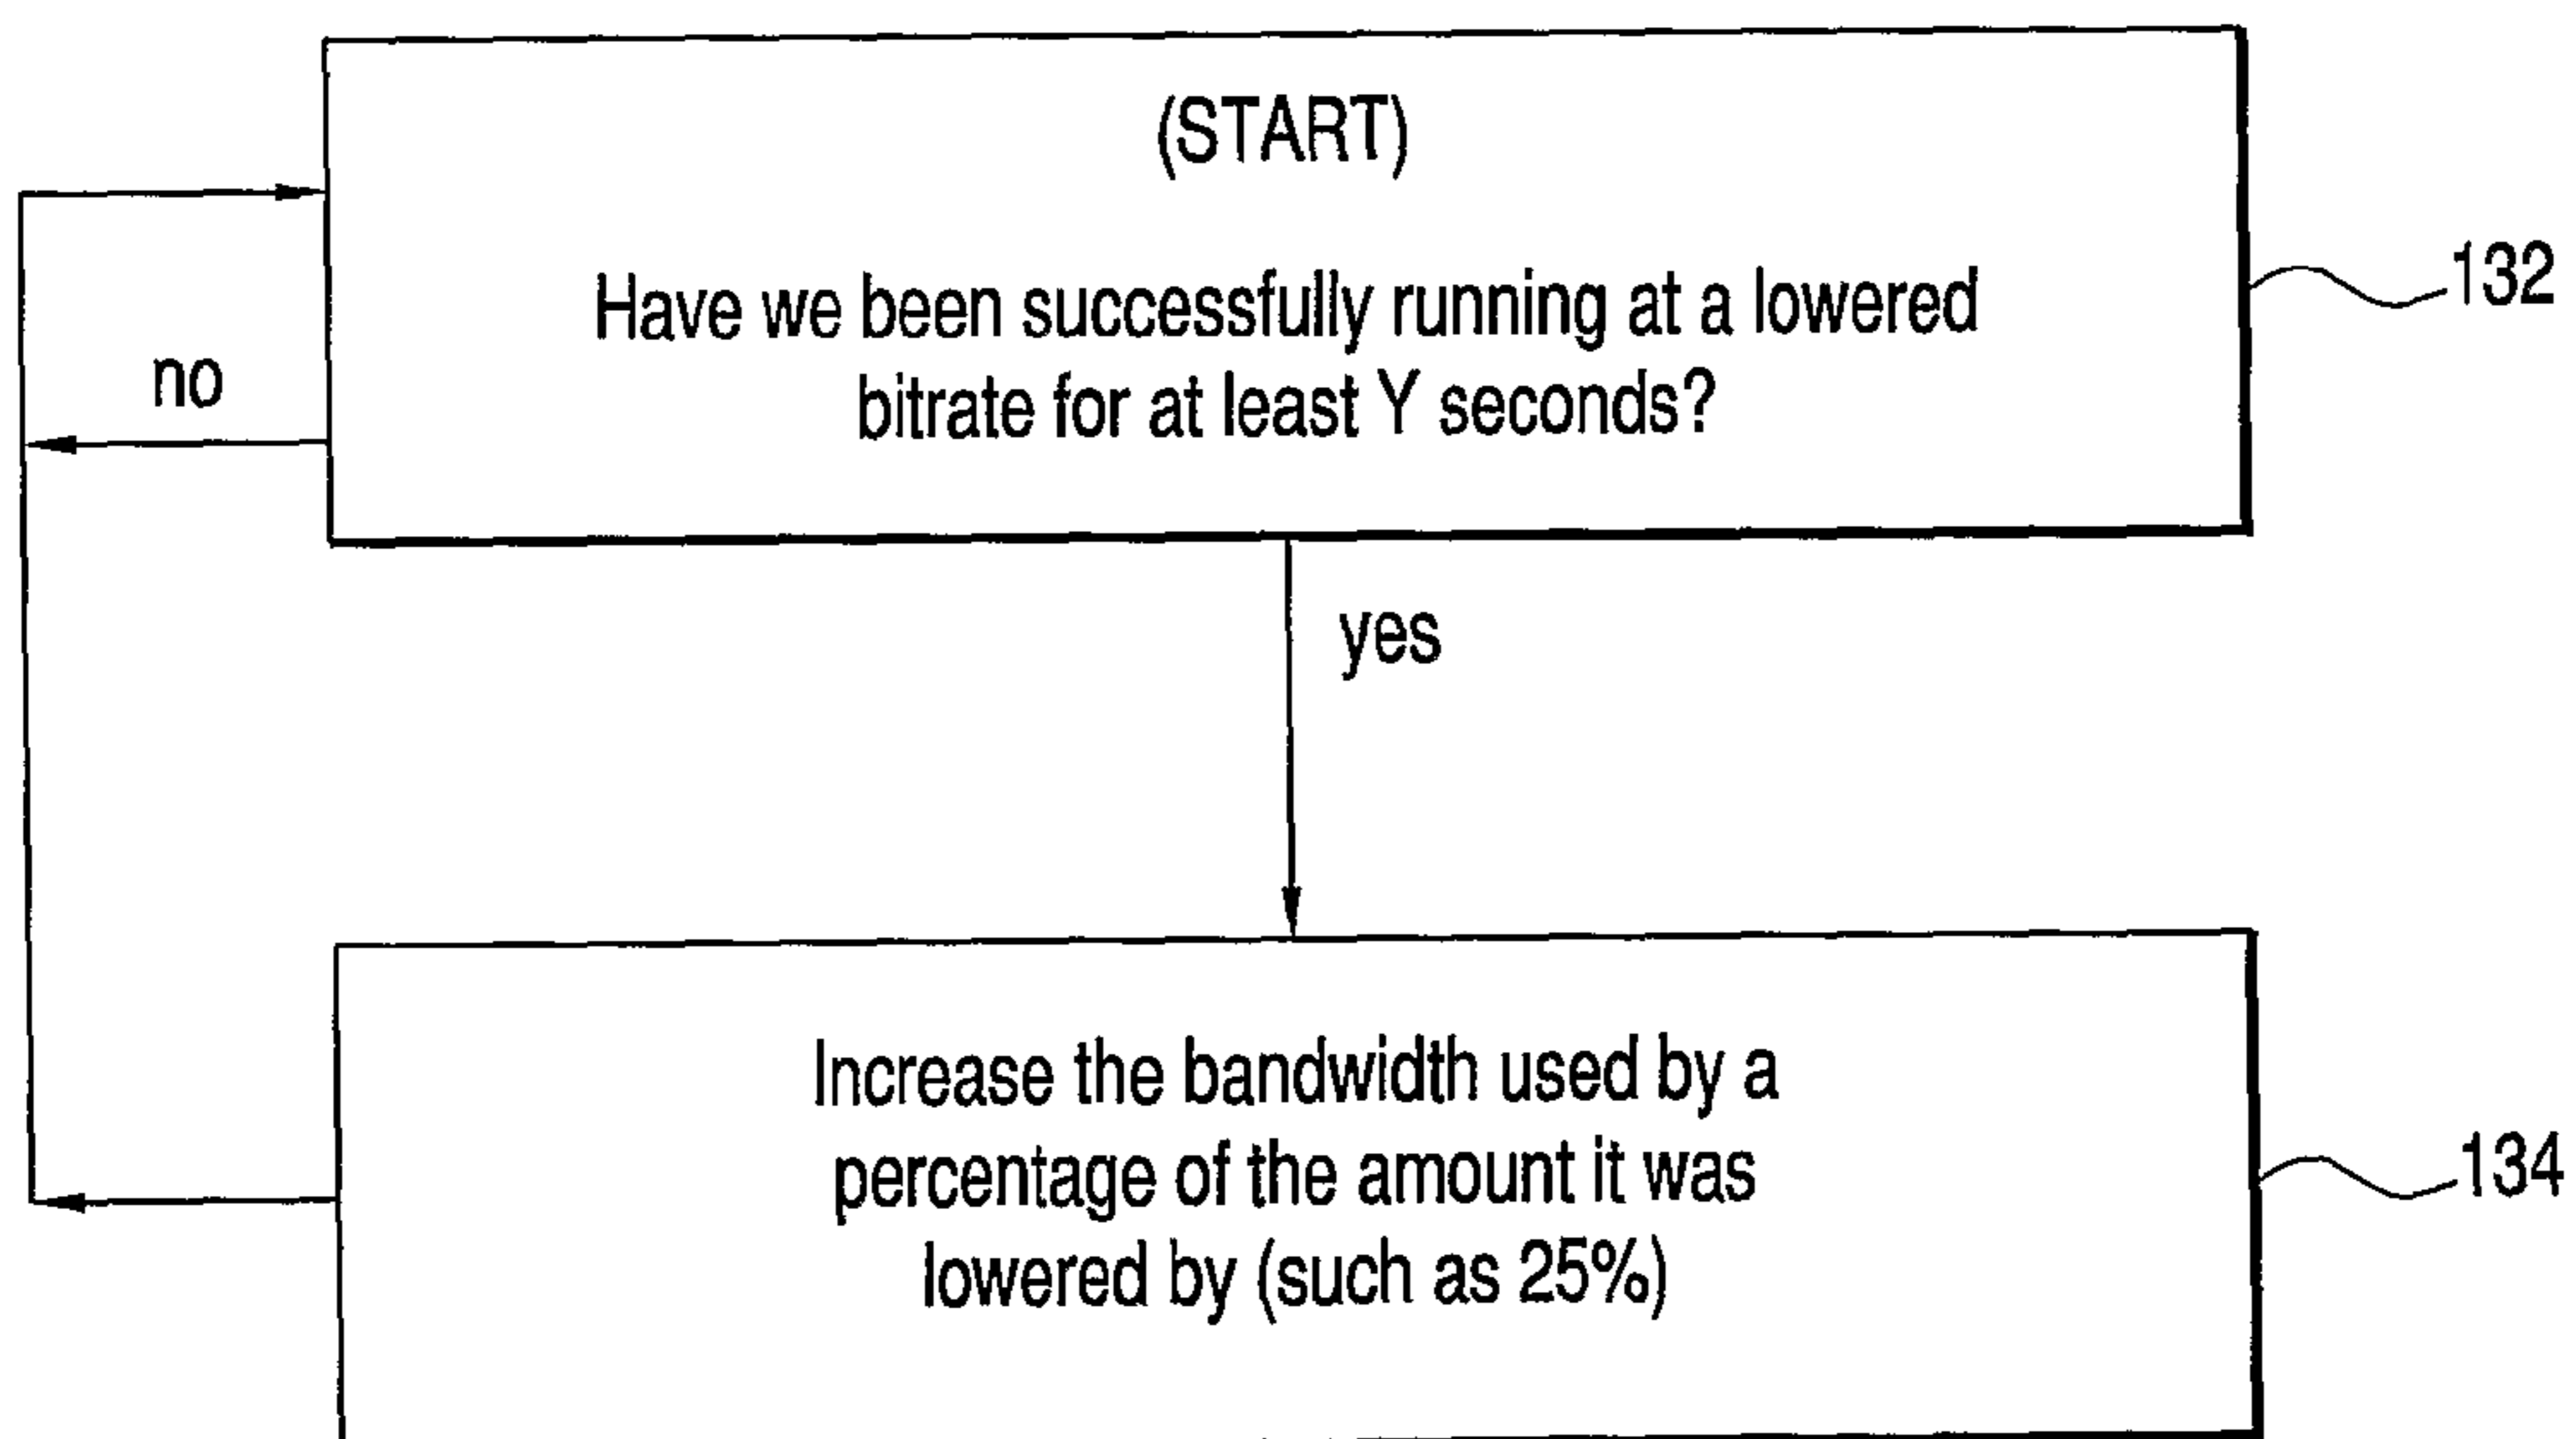 (START)
Have we been successfully running at a lowered
bitrate for at least Y seconds?
132
no
yes
Increase the bandwidth used by a
percentage of the amount it was
lowered by (such as 25%)
134